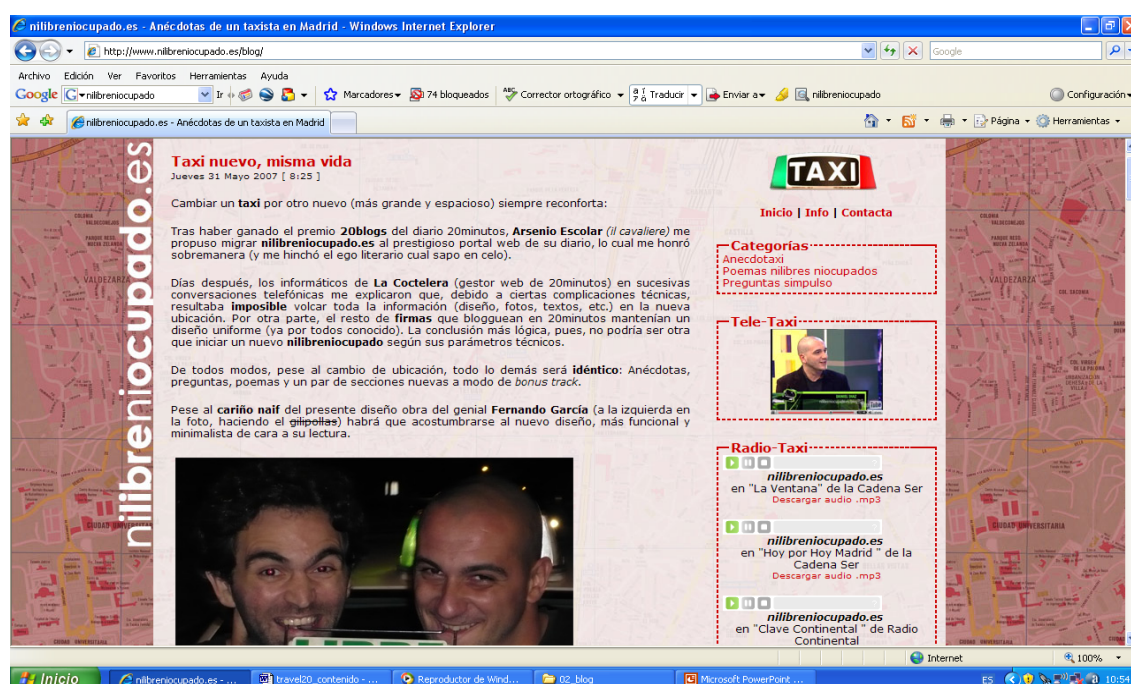 nilibreniocupado.es - Anécdotas de un taxista en Madrid - Windows Internet Explorer
http://www.nilibreniocupado.es/blog/
Google
Archivo Edición Ver Favoritos Herramientas Ayuda
Google nilibreniocupado Ir Marcadores 74 bloqueados Corrector ortográfico Traducir Enviar a nilibreniocupado Configuración
nilibreniocupado.es - Anécdotas de un taxista en Madrid
Página Herramientas
nilibreniocupado.es
Taxi nuevo, misma vida
Jueves 31 Mayo 2007 [ 8:25 ]
Cambiar un taxi por otro nuevo (más grande y espacioso) siempre reconforta:
Tras haber ganado el premio 20blogs del diario 20minutos, Arsenio Escolar (il cavaliere) me
propuso migrar nilibreniocupado.es al prestigioso portal web de su diario, lo cual me honró
sobremanera (y me hinchó el ego literario cual sapo en celo).
Días después, los informáticos de La Coctelera (gestor web de 20minutos) en sucesivas
conversaciones telefónicas me explicaron que, debido a ciertas complicaciones técnicas,
resultaba imposible volcar toda la información (diseño, fotos, textos, etc.) en la nueva
ubicación. Por otra parte, el resto de firmas que blogguean en 20minutos mantenían un
diseño uniforme (ya por todos conocido). La conclusión más lógica, pues, no podría ser otra
que iniciar un nuevo nilibreniocupado según sus parámetros técnicos.
De todos modos, pese al cambio de ubicación, todo lo demás será idéntico: Anécdotas,
preguntas, poemas y un par de secciones nuevas a modo de bonus track.
Pese al cariño naif del presente diseño obra del genial Fernando García (a la izquierda en
la foto, haciendo el gilipollas) habrá que acostumbrarse al nuevo diseño, más funcional y
minimalista de cara a su lectura.
TAXI
Inicio | Info | Contacta
Categorías
Anecdotaxi
Poemas nilibres niocupados
Preguntas simpulso
Tele-Taxi
Radio-Taxi
nilibreniocupado.es
en "La Ventana" de la Cadena Ser
Descargar audio .mp3
nilibreniocupado.es
en "Hoy por Hoy Madrid " de la
Cadena Ser
Descargar audio .mp3
nilibreniocupado.es
en "Clave Continental " de Radio
Continental
VALDEZARZA
CIUDAD UNIVERSITARIA
Internet 100%
Inicio nilibreniocupado.es - ... travel20_contenido - ... Reproductor de Wind... 02_blog Microsoft PowerPoint ... ES 10:54